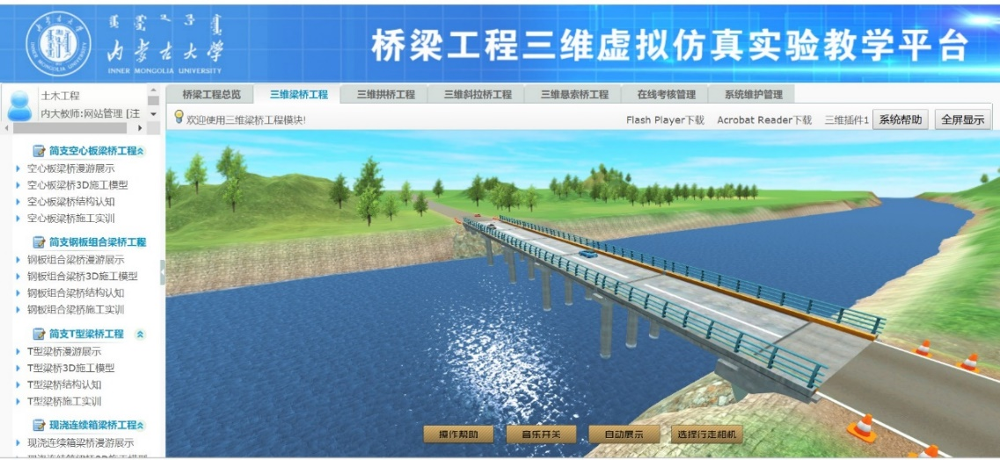 内蒙古大学
INNER MONGOLIA UNIVERSITY
桥梁工程三维虚拟仿真实验教学平台
土木工程
内大教师:网站管理 [注
桥梁工程总览 三维梁桥工程 三维拱桥工程 三维斜拉桥工程 三维悬索桥工程 在线考核管理 系统维护管理
欢迎使用三维梁桥工程模块!
Flash Player下载 Acrobat Reader下载 三维插件1 系统帮助 全屏显示
简支空心板梁桥工程
空心板梁桥漫游展示
空心板梁桥3D施工模型
空心板梁桥结构认知
空心板梁桥施工实训
简支钢板组合梁桥工程
钢板组合梁桥漫游展示
钢板组合梁桥3D施工模型
钢板组合梁桥结构认知
钢板组合梁桥施工实训
简支T型梁桥工程
T型梁桥漫游展示
T型梁桥3D施工模型
T型梁桥结构认知
T型梁桥施工实训
现浇连续箱梁桥工程
现浇连续箱梁桥漫游展示
操作帮助 音乐开关 自动展示 选择行走相机